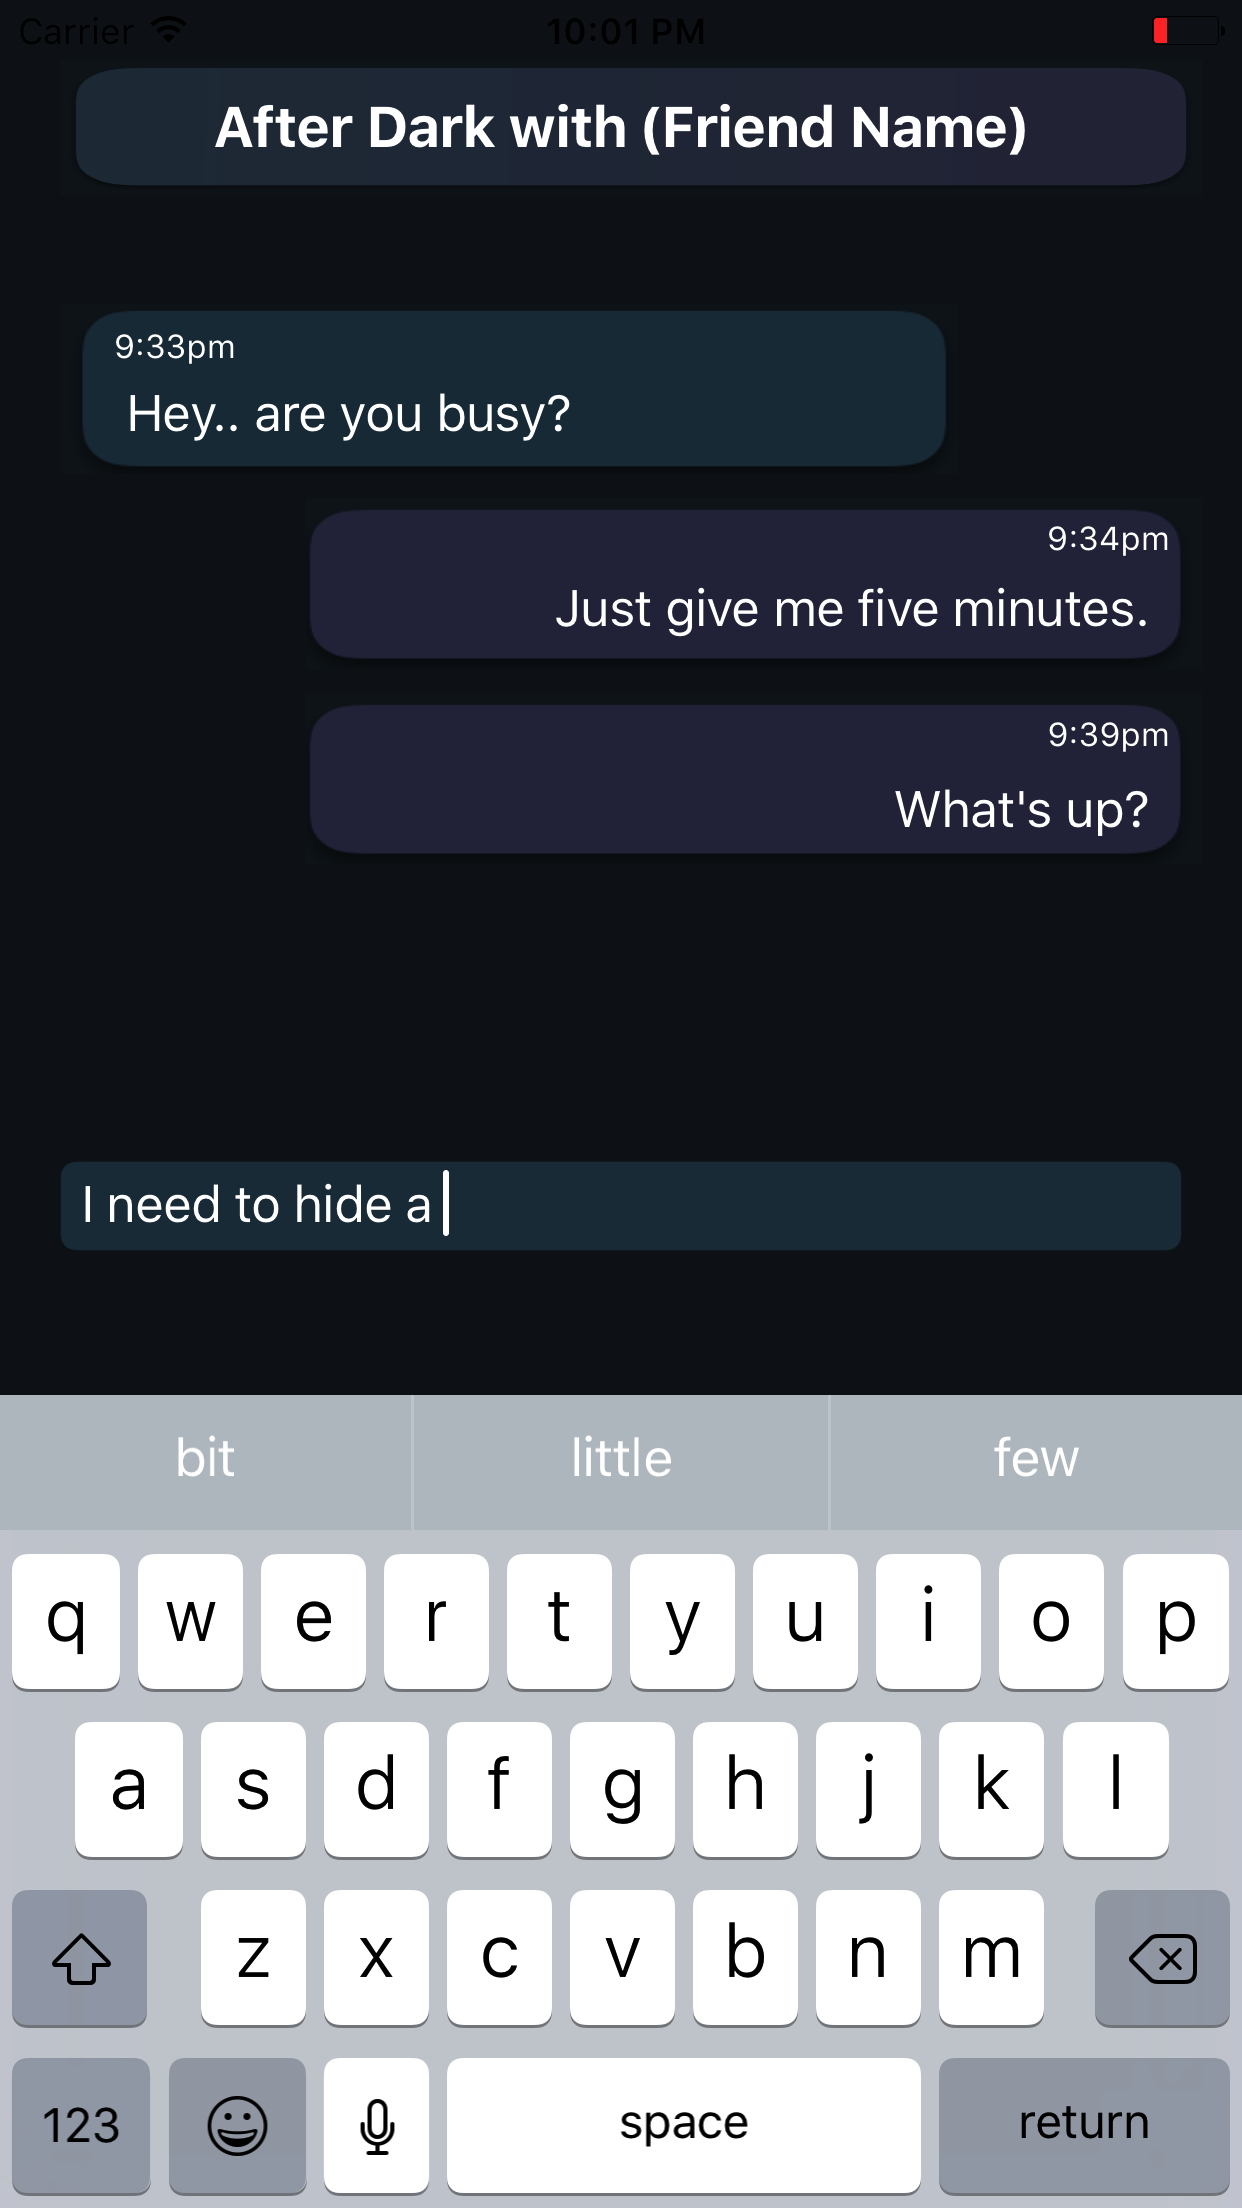 Carrier 10:01 PM
After Dark with (Friend Name)
9:33pm
Hey.. are you busy?
9:34pm
Just give me five minutes.
9:39pm
What's up?
I need to hide a
bit little few
q w e r t y u i o p
a s d f g h j k l
z x c v b n m
123 space return